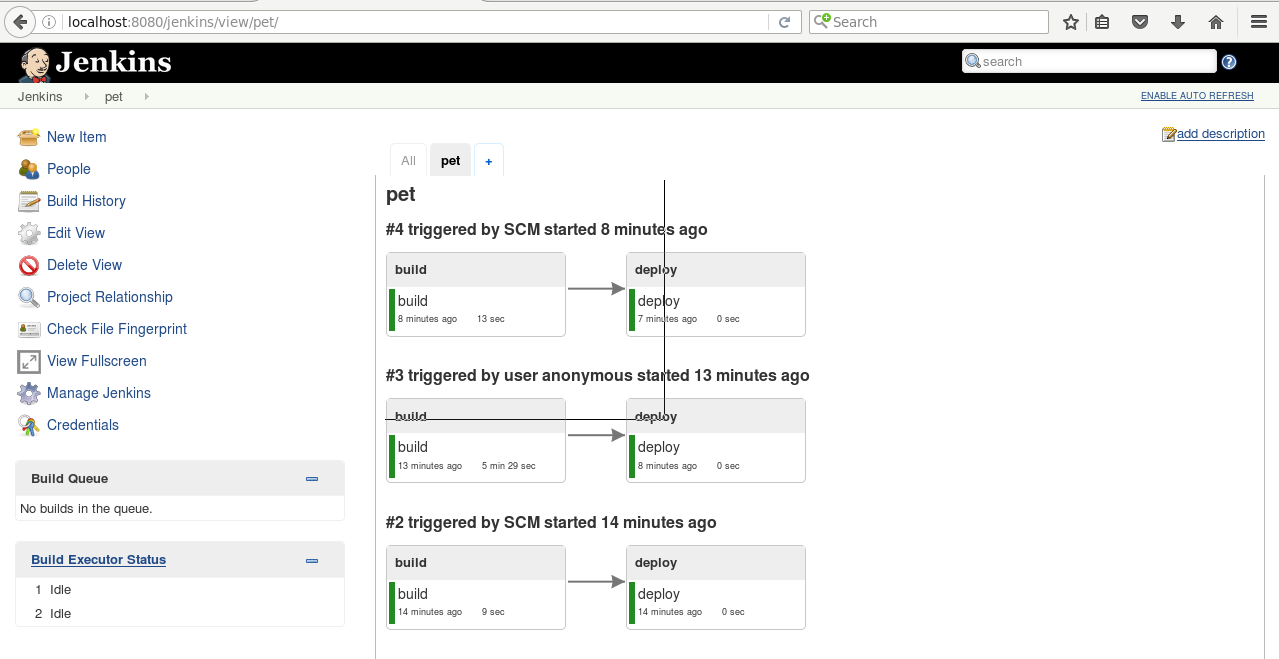 localhost:8080/jenkins/view/pet/
Search
Jenkins
search
Jenkins pet
ENABLE AUTO REFRESH
New Item
People
Build History
Edit View
Delete View
Project Relationship
Check File Fingerprint
View Fullscreen
Manage Jenkins
Credentials
Build Queue
No builds in the queue.
Build Executor Status
1 Idle
2 Idle
add description
All pet +
pet
#4 triggered by SCM started 8 minutes ago
build deploy
build deploy
8 minutes ago 13 sec 7 minutes ago 0 sec
#3 triggered by user anonymous started 13 minutes ago
build deploy
build deploy
13 minutes ago 5 min 29 sec 8 minutes ago 0 sec
#2 triggered by SCM started 14 minutes ago
build deploy
build deploy
14 minutes ago 9 sec 14 minutes ago 0 sec